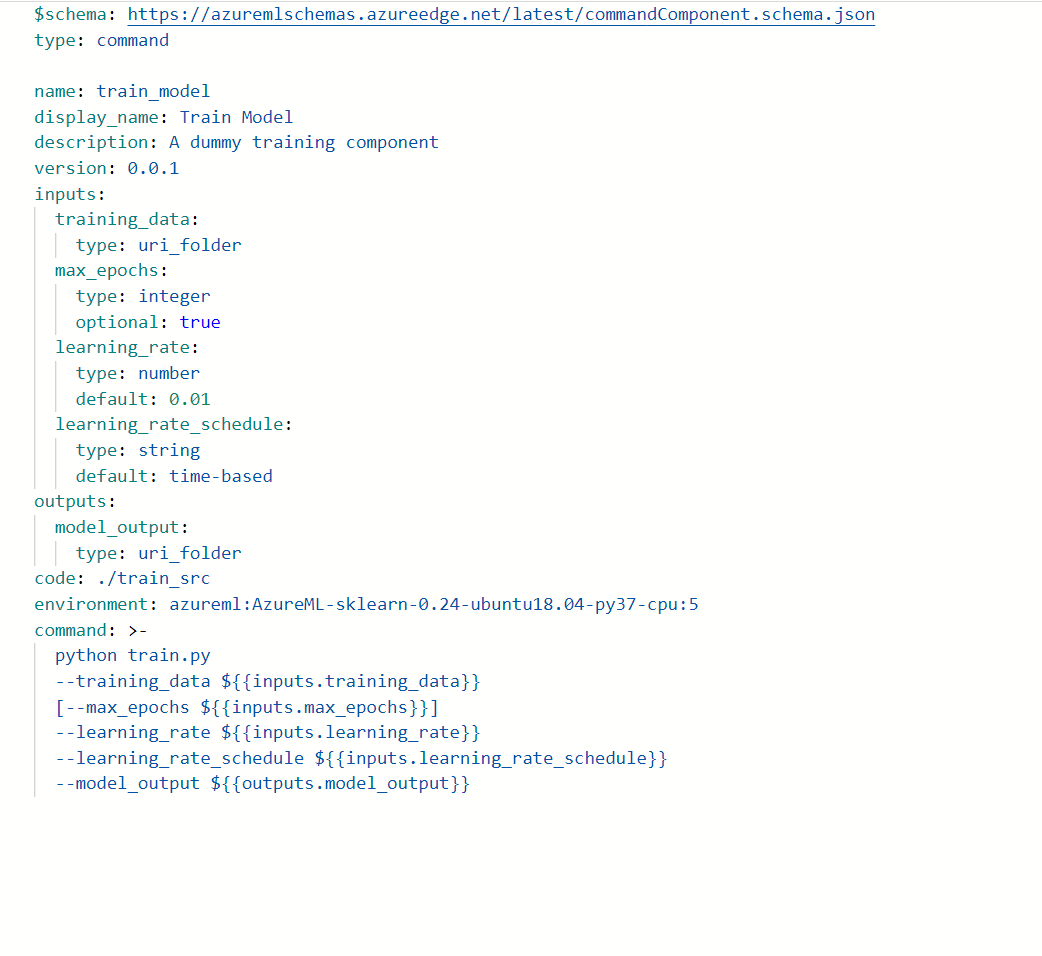 $schema: https://azuremlschemas.azureedge.net/latest/commandComponent.schema.json
type: command

name: train_model
display_name: Train Model
description: A dummy training component
version: 0.0.1
inputs:
  training_data:
    type: uri_folder
  max_epochs:
    type: integer
    optional: true
  learning_rate:
    type: number
    default: 0.01
  learning_rate_schedule:
    type: string
    default: time-based
outputs:
  model_output:
    type: uri_folder
code: ./train_src
environment: azureml:AzureML-sklearn-0.24-ubuntu18.04-py37-cpu:5
command: >-
  python train.py
  --training_data ${{inputs.training_data}}
  [--max_epochs ${{inputs.max_epochs}}]
  --learning_rate ${{inputs.learning_rate}}
  --learning_rate_schedule ${{inputs.learning_rate_schedule}}
  --model_output ${{outputs.model_output}}